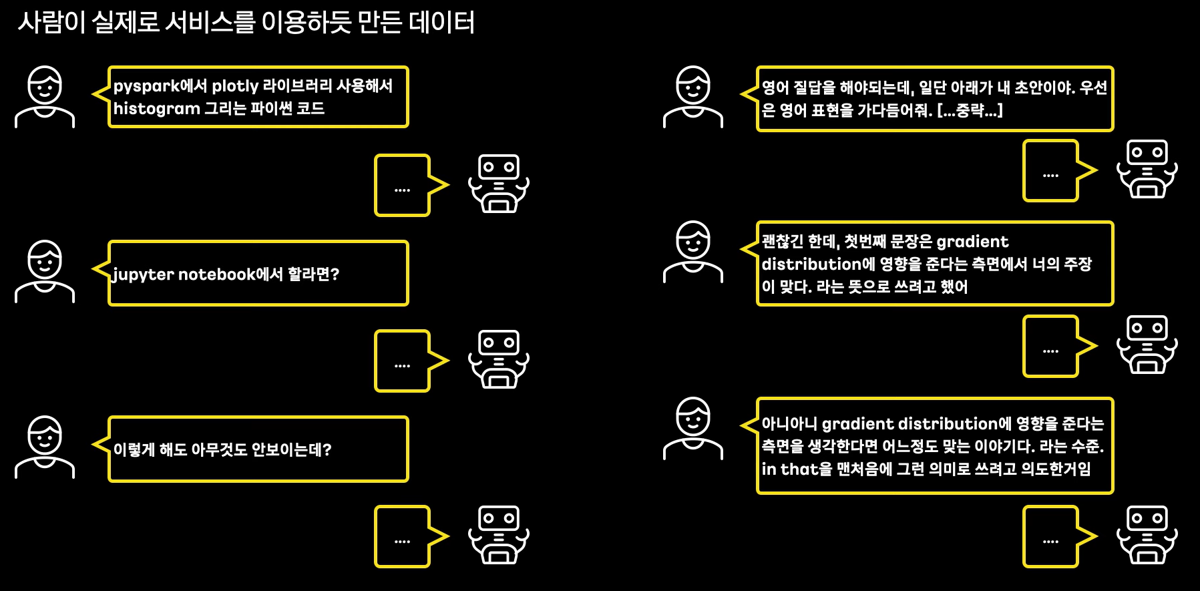 사람이 실제로 서비스를 이용하듯 만든 데이터
pyspark에서 plotly 라이브러리 사용해서
histogram 그리는 파이썬 코드
....
jupyter notebook에서 할라면?
....
이렇게 해도 아무것도 안보이는데?
....
영어 질답을 해야되는데, 일단 아래가 내 초안이야. 우선
은 영어 표현을 가다듬어줘. [...중략...]
....
괜찮긴 한데, 첫번째 문장은 gradient
distribution에 영향을 준다는 측면에서 너의 주장
이 맞다. 라는 뜻으로 쓰려고 했어
....
아니아니 gradient distribution에 영향을 준다는
측면을 생각한다면 어느정도 맞는 이야기다. 라는 수준.
in that을 맨처음에 그런 의미로 쓰려고 의도한거임
....